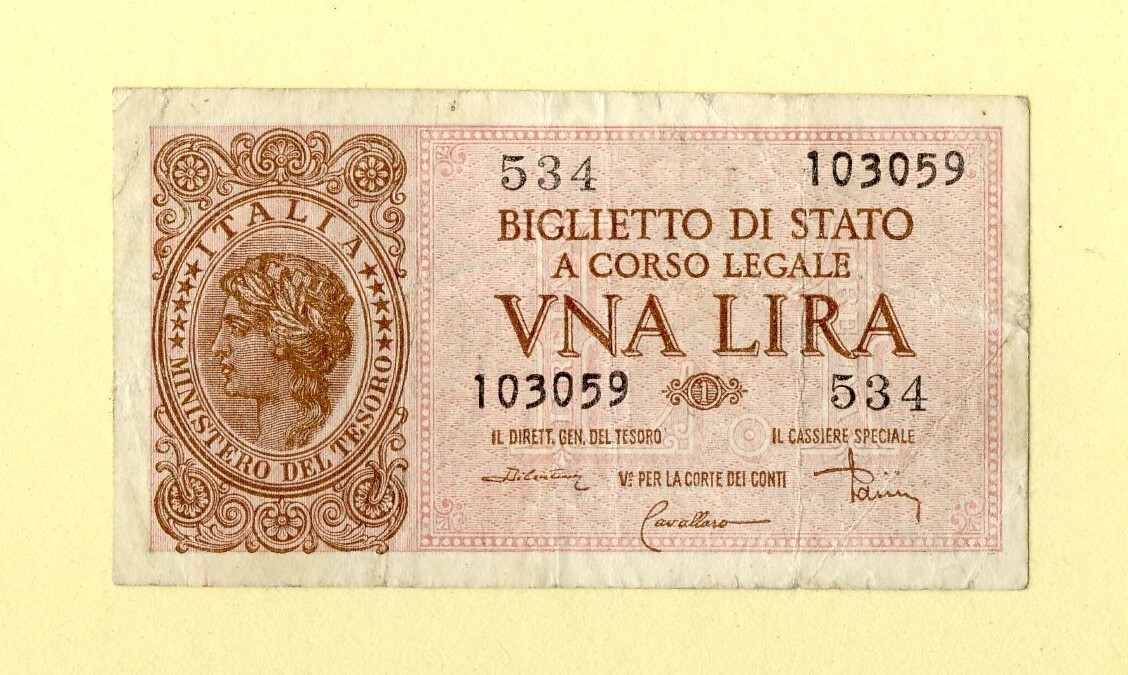 ITALIA
MINISTERO DEL TESORO
534 103059
BIGLIETTO DI STATO
A CORSO LEGALE
VNA LIRA
103059 1 534
IL DIRETT. GEN. DEL TESORO IL CASSIERE SPECIALE
Vº PER LA CORTE DEI CONTI
Cavallaro